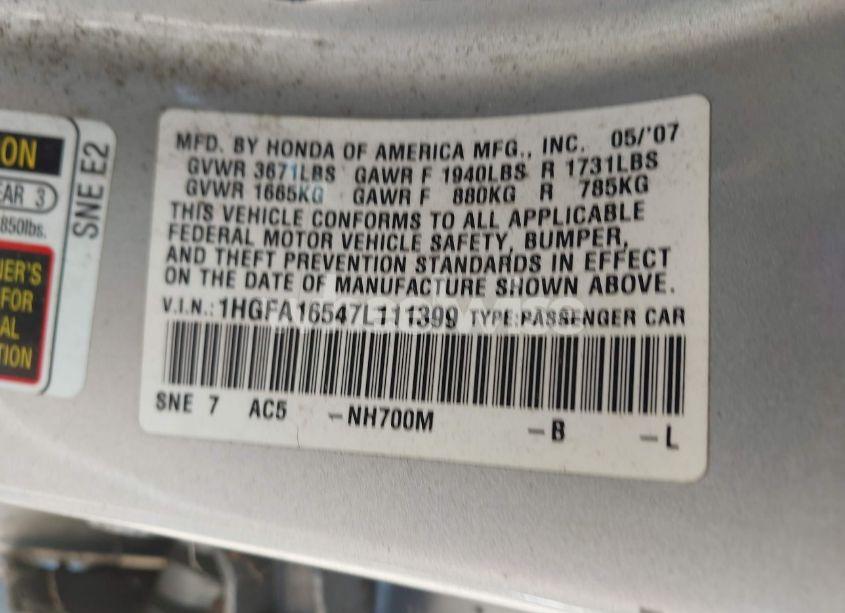 ON
EAR 3
850lbs.
NER'S
FOR
AL
TION
SNE E2
MFD. BY HONDA OF AMERICA MFG., INC. 05/'07
GVWR 3671LBS GAWR F 1940LBS R 1731LBS
GVWR 1665KG GAWR F 880KG R 785KG
THIS VEHICLE CONFORMS TO ALL APPLICABLE
FEDERAL MOTOR VEHICLE SAFETY, BUMPER,
AND THEFT PREVENTION STANDARDS IN EFFECT
ON THE DATE OF MANUFACTURE SHOWN ABOVE.
V.I.N.: 1HGFA16547L111399 TYPE:PASSENGER CAR
SNE 7 AC5 -NH700M -B -L